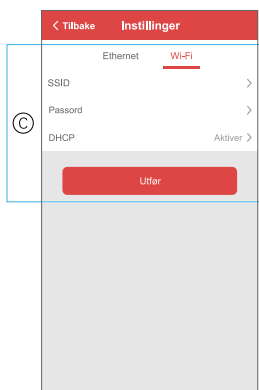 < Tilbake Instillinger
Ethernet Wi-Fi
SSID >
Passord >
DHCP Aktiver >
Utfør
C